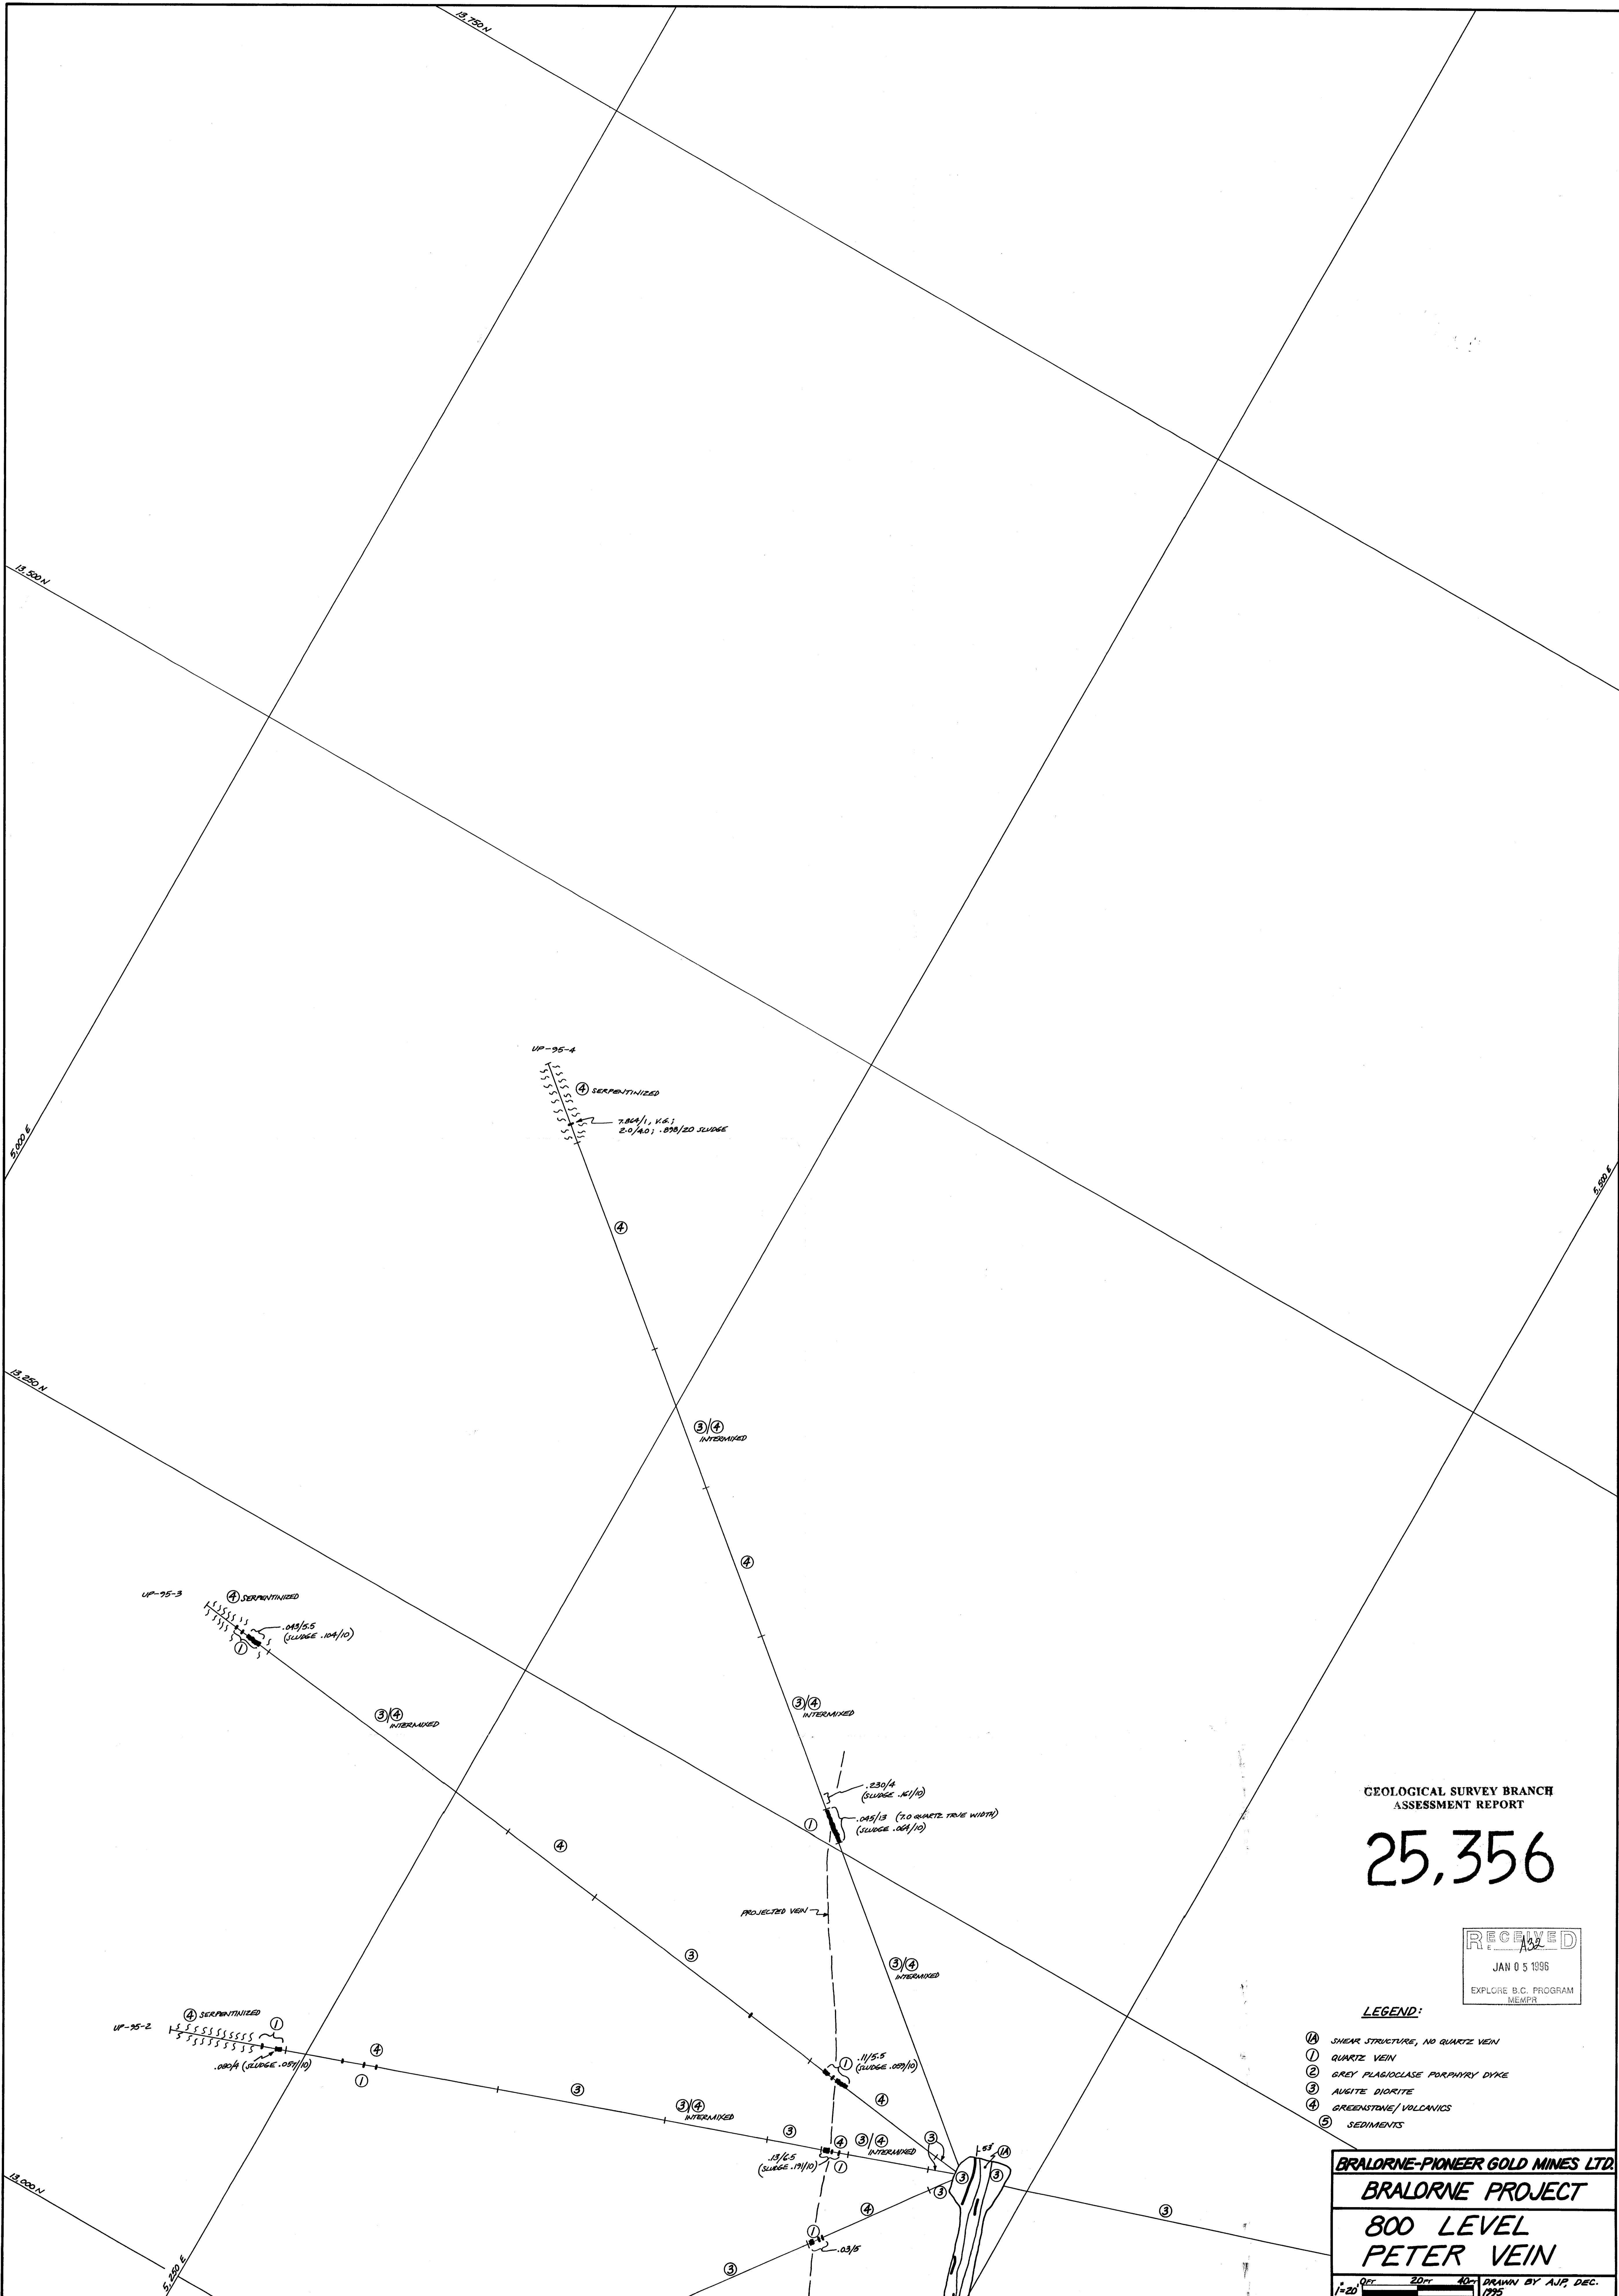 13,750 N
13,500 N
5,000 E
5,500 E
UP-95-4
④ SERPENTINIZED
7.864/1, V.G.;
2.0/4.0; .898/20 SLUDGE
④
13,250 N
③/④
INTERMIXED
④
UP-95-3
④ SERPENTINIZED
.043/5.5
(SLUDGE .104/10)
①
③/④
INTERMIXED
③/④
INTERMIXED
.230/4
(SLUDGE .161/10)
.045/13 (7.0 QUARTZ TRUE WIDTH)
(SLUDGE .064/10)
①
④
PROJECTED VEIN
③
③/④
INTERMIXED
UP-95-2
④ SERPENTINIZED
①
.080/4 (SLUDGE .057/10)
④
①
③
③/④
INTERMIXED
③
.11/5.5
(SLUDGE .059/10)
①
④
④
③/④
INTERMIXED
③
.13/6.5
(SLUDGE .191/10)
①
53°
1A
③
③
③
④
③
①
.03/5
③
13,000 N
5,250 E
GEOLOGICAL SURVEY BRANCH
ASSESSMENT REPORT
25,356
RECEIVED
A32
JAN 05 1996
EXPLORE B.C. PROGRAM
MEMPR
LEGEND:
1A SHEAR STRUCTURE, NO QUARTZ VEIN
① QUARTZ VEIN
② GREY PLAGIOCLASE PORPHYRY DYKE
③ AUGITE DIORITE
④ GREENSTONE/VOLCANICS
⑤ SEDIMENTS
BRALORNE-PIONEER GOLD MINES LTD.
BRALORNE PROJECT
800 LEVEL
PETER VEIN
1"=20' 0FT 20FT 40FT DRAWN BY AJP, DEC.
1995